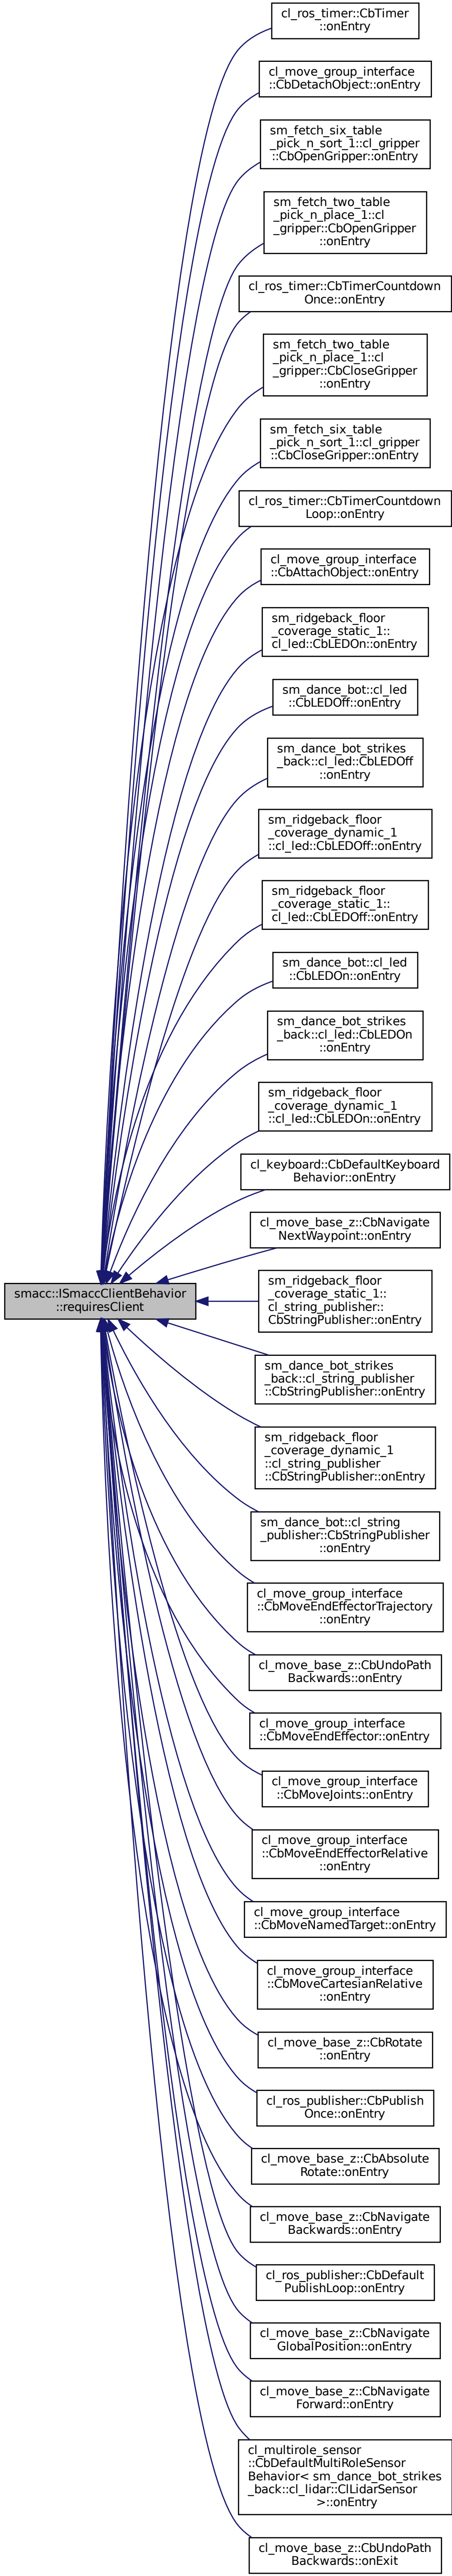 cl_ros_timer::CbTimer
::onEntry
cl_move_group_interface
::CbDetachObject::onEntry
sm_fetch_six_table
_pick_n_sort_1::cl_gripper
::CbOpenGripper::onEntry
sm_fetch_two_table
_pick_n_place_1::cl
_gripper::CbOpenGripper
::onEntry
cl_ros_timer::CbTimerCountdown
Once::onEntry
sm_fetch_two_table
_pick_n_place_1::cl
_gripper::CbCloseGripper
::onEntry
sm_fetch_six_table
_pick_n_sort_1::cl_gripper
::CbCloseGripper::onEntry
cl_ros_timer::CbTimerCountdown
Loop::onEntry
cl_move_group_interface
::CbAttachObject::onEntry
sm_ridgeback_floor
_coverage_static_1::
cl_led::CbLEDOn::onEntry
sm_dance_bot::cl_led
::CbLEDOff::onEntry
sm_dance_bot_strikes
_back::cl_led::CbLEDOff
::onEntry
sm_ridgeback_floor
_coverage_dynamic_1
::cl_led::CbLEDOff::onEntry
sm_ridgeback_floor
_coverage_static_1::
cl_led::CbLEDOff::onEntry
sm_dance_bot::cl_led
::CbLEDOn::onEntry
sm_dance_bot_strikes
_back::cl_led::CbLEDOn
::onEntry
sm_ridgeback_floor
_coverage_dynamic_1
::cl_led::CbLEDOn::onEntry
cl_keyboard::CbDefaultKeyboard
Behavior::onEntry
cl_move_base_z::CbNavigate
NextWaypoint::onEntry
smacc::ISmaccClientBehavior
::requiresClient
sm_ridgeback_floor
_coverage_static_1::
cl_string_publisher::
CbStringPublisher::onEntry
sm_dance_bot_strikes
_back::cl_string_publisher
::CbStringPublisher::onEntry
sm_ridgeback_floor
_coverage_dynamic_1
::cl_string_publisher
::CbStringPublisher::onEntry
sm_dance_bot::cl_string
_publisher::CbStringPublisher
::onEntry
cl_move_group_interface
::CbMoveEndEffectorTrajectory
::onEntry
cl_move_base_z::CbUndoPath
Backwards::onEntry
cl_move_group_interface
::CbMoveEndEffector::onEntry
cl_move_group_interface
::CbMoveJoints::onEntry
cl_move_group_interface
::CbMoveEndEffectorRelative
::onEntry
cl_move_group_interface
::CbMoveNamedTarget::onEntry
cl_move_group_interface
::CbMoveCartesianRelative
::onEntry
cl_move_base_z::CbRotate
::onEntry
cl_ros_publisher::CbPublish
Once::onEntry
cl_move_base_z::CbAbsolute
Rotate::onEntry
cl_move_base_z::CbNavigate
Backwards::onEntry
cl_ros_publisher::CbDefault
PublishLoop::onEntry
cl_move_base_z::CbNavigate
GlobalPosition::onEntry
cl_move_base_z::CbNavigate
Forward::onEntry
cl_multirole_sensor
::CbDefaultMultiRoleSensor
Behavior< sm_dance_bot_strikes
_back::cl_lidar::ClLidarSensor
>::onEntry
cl_move_base_z::CbUndoPath
Backwards::onExit